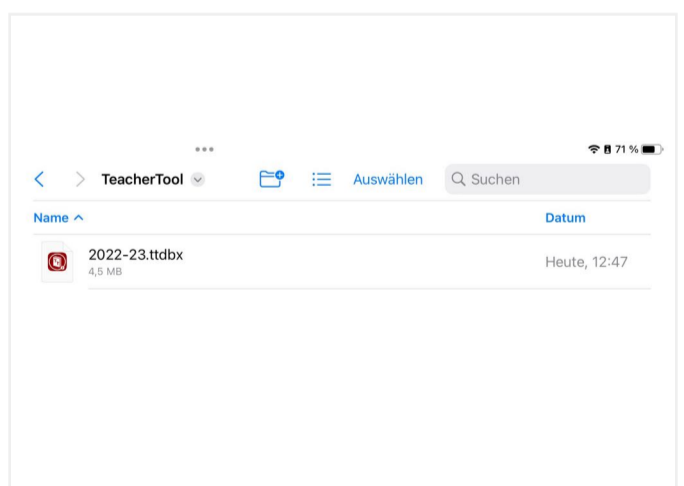 71 %
TeacherTool
Auswählen
Suchen
Name
Datum
2022-23.ttdbx
4,5 MB
Heute, 12:47